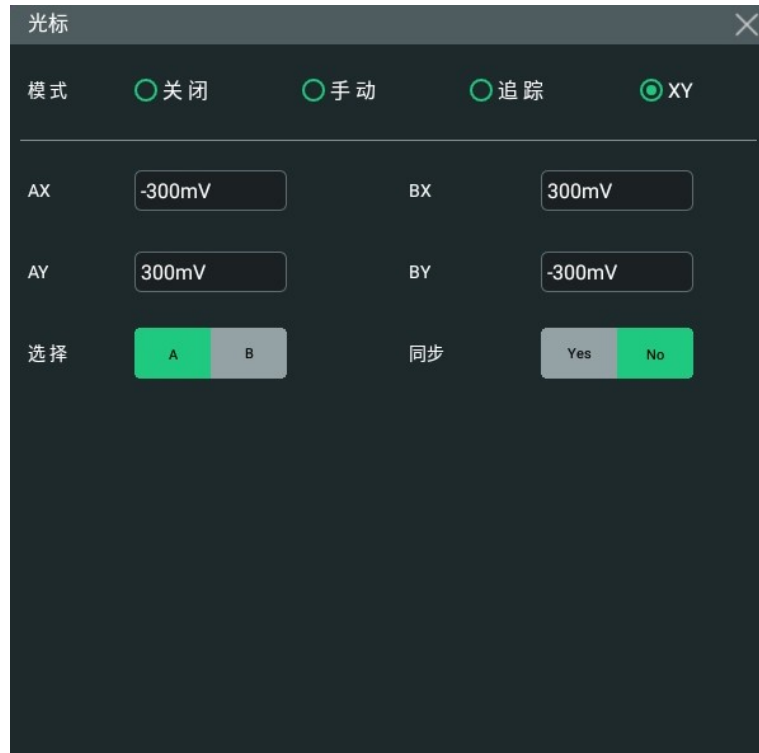 光标
模式 关闭 手动 追踪 XY
AX -300mV BX 300mV
AY 300mV BY -300mV
选择 A B 同步 Yes No